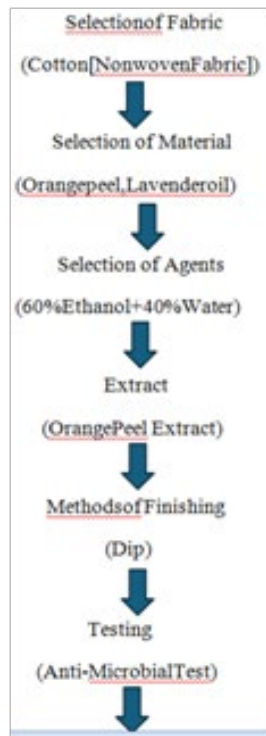 Selectionof Fabric
(Cotton[NonwovenFabric])
Selection of Material
(Orangepeel,Lavenderoil)
Selection of Agents
(60%Ethanol+40%Water)
Extract
(OrangePeel Extract)
MethodsofFinishing
(Dip)
Testing
(Anti-MicrobialTest)